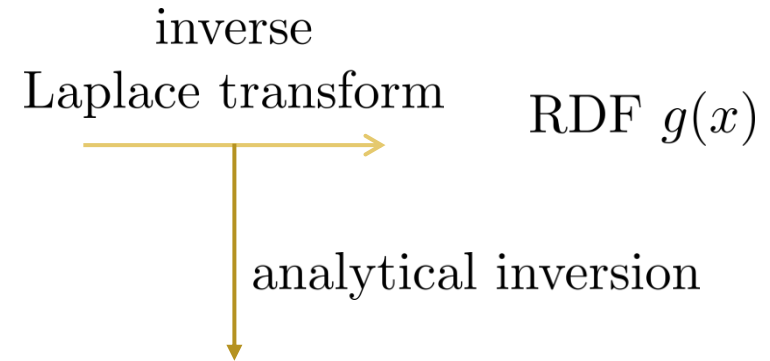 inverse
Laplace transform
RDF g(x)
analytical inversion